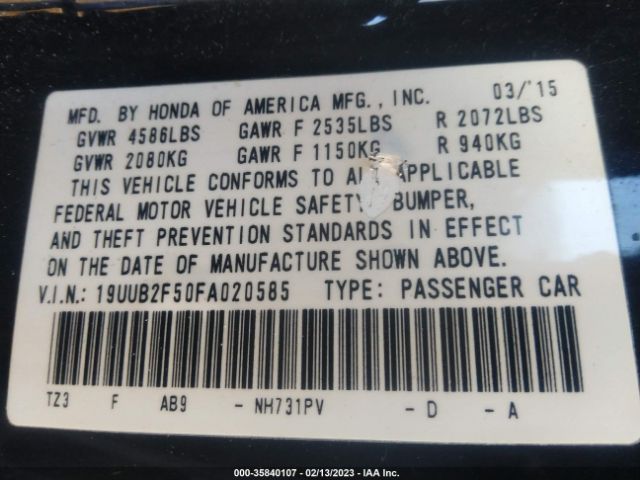 MFD. BY HONDA OF AMERICA MFG., INC. 03/'15
GVWR 4586LBS GAWR F 2535LBS R 2072LBS
GVWR 2080KG GAWR F 1150KG R 940KG
THIS VEHICLE CONFORMS TO ALL APPLICABLE
FEDERAL MOTOR VEHICLE SAFETY, BUMPER,
AND THEFT PREVENTION STANDARDS IN EFFECT
ON THE DATE OF MANUFACTURE SHOWN ABOVE.
V.I.N.: 19UUB2F50FA020585 TYPE: PASSENGER CAR
TZ3 F AB9 - NH731PV - D - A
000-35840107 - 02/13/2023 - IAA Inc.